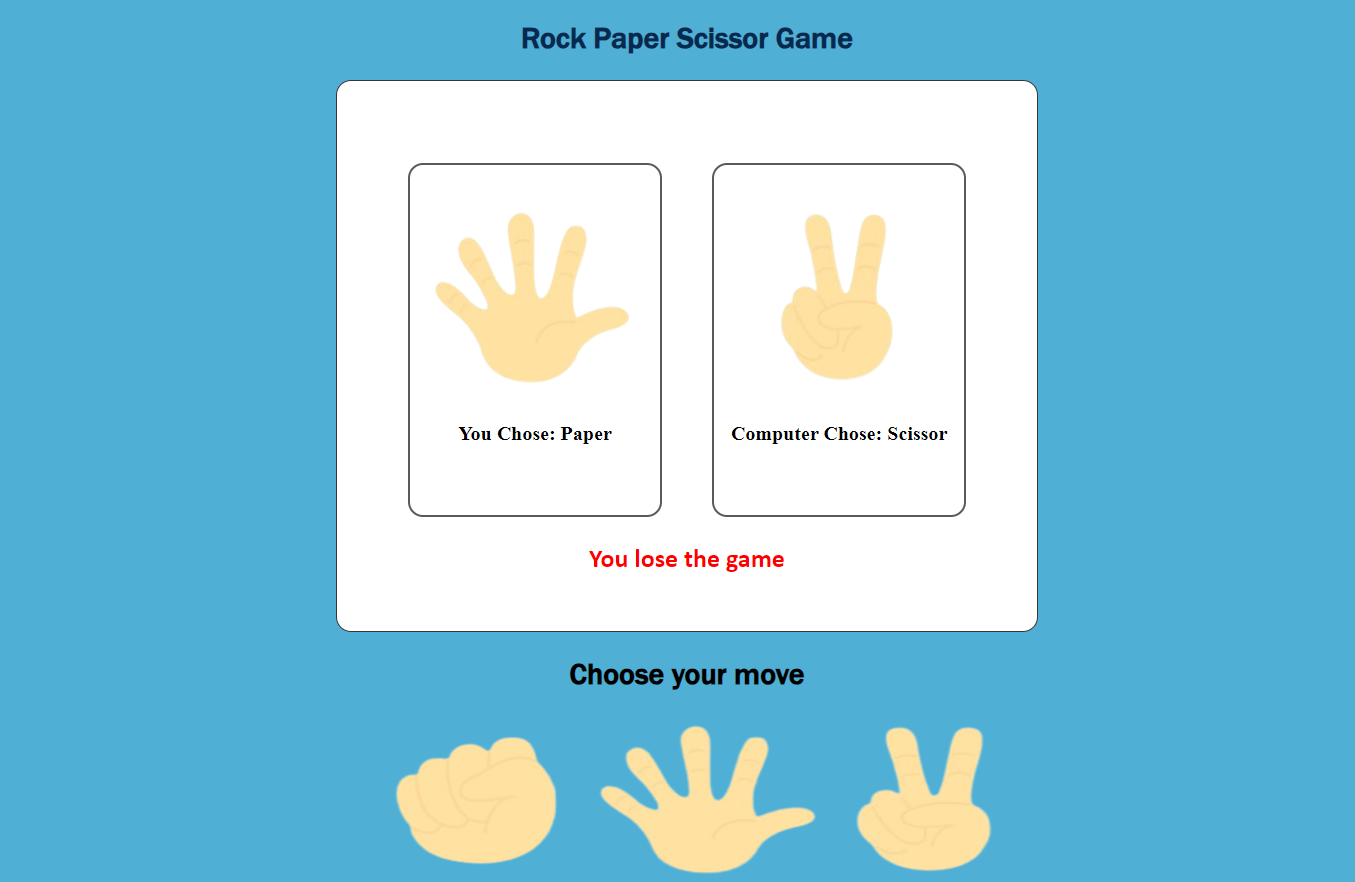 Rock Paper Scissor Game
You Chose: Paper
Computer Chose: Scissor
You lose the game
Choose your move